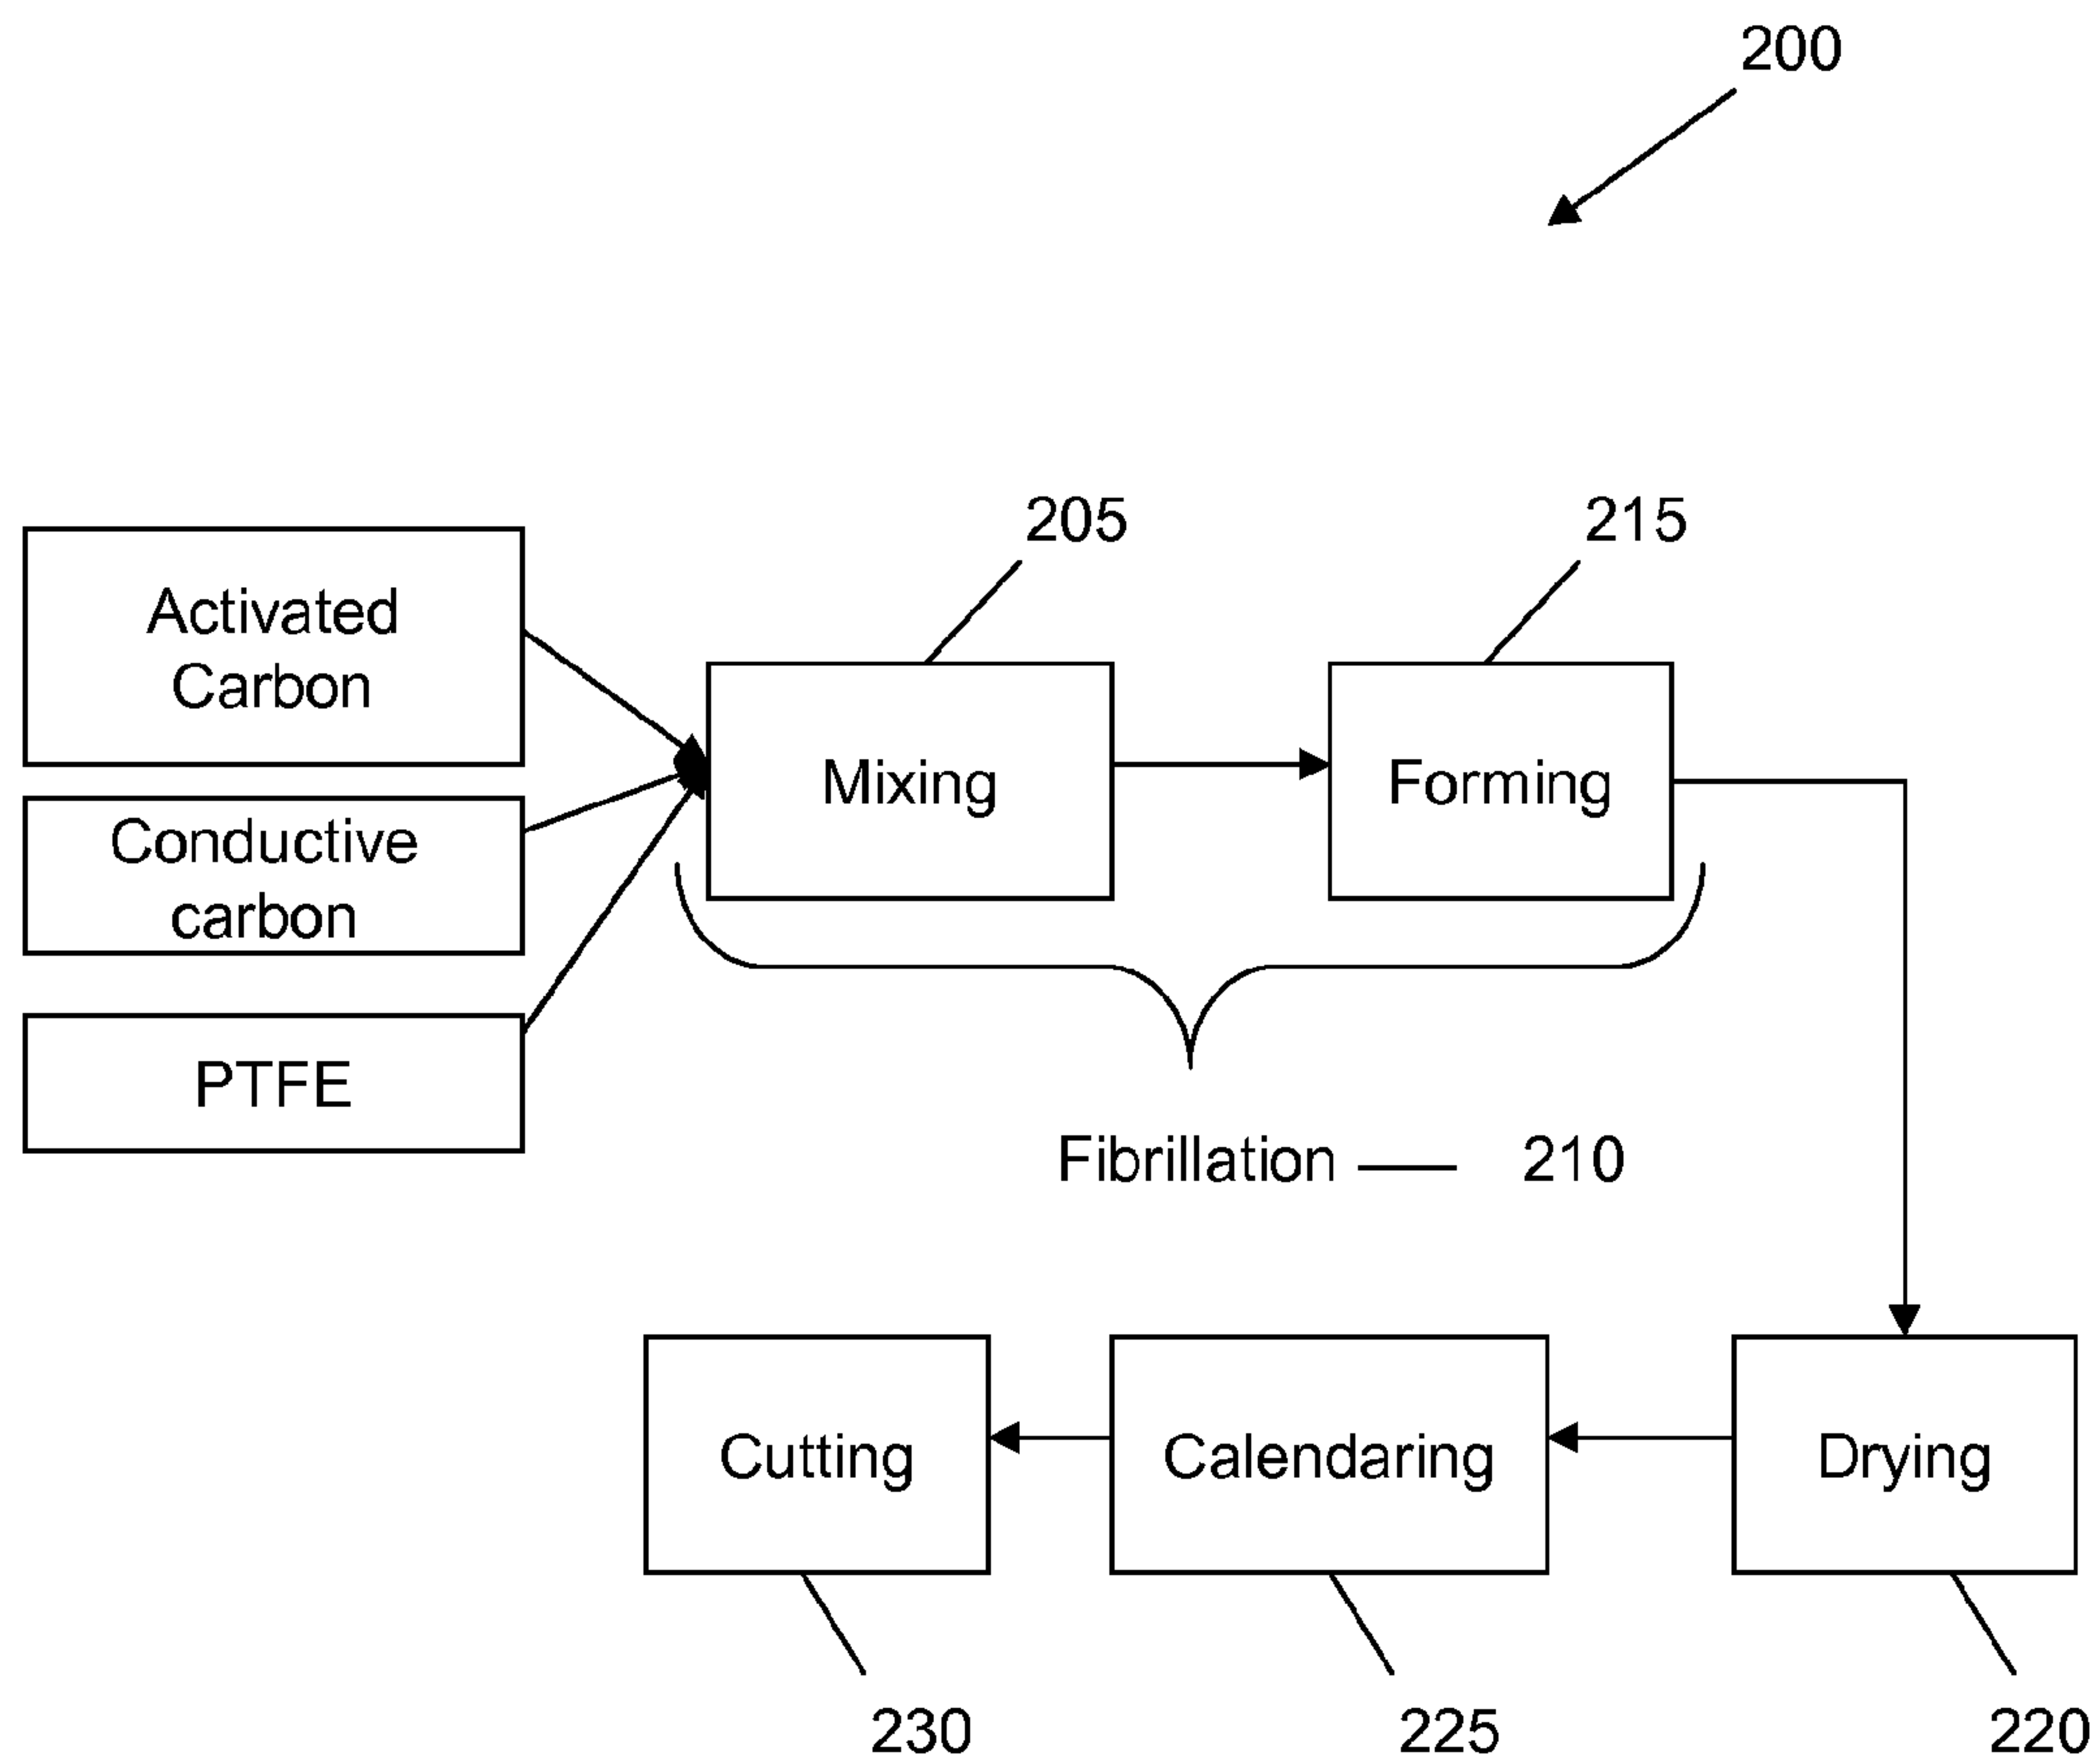 200
205
215
Activated
Carbon
Mixing
Forming
Conductive
carbon
PTFE
Fibrillation
210
Cutting
Calendaring
Drying
230
225
220